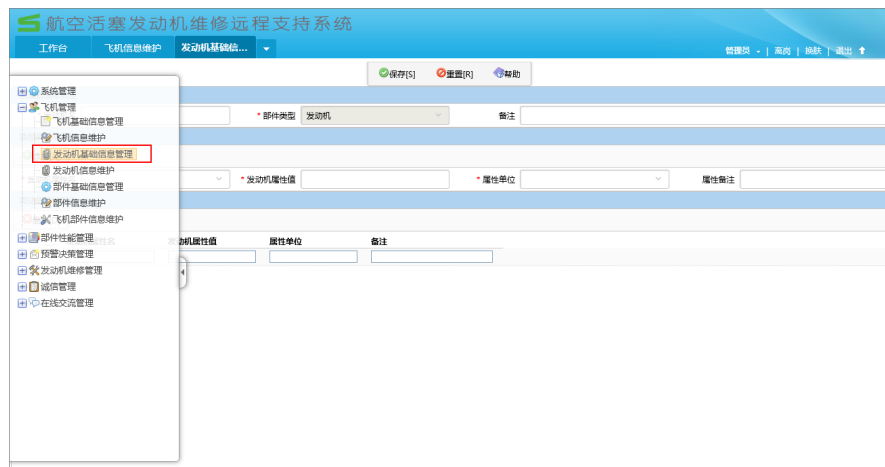 航空活塞发动机维修远程支持系统
工作台 飞机信息维护 发动机基础信... 管理员 | 离岗 | 换肤 | 退出
保存[S] 重置[R] 帮助
系统管理
飞机管理
飞机基础信息管理 * 部件类型 发动机 备注
飞机信息维护
发动机基础信息管理
发动机信息维护
* 发动机属性值 * 属性单位 属性备注
部件基础信息管理
部件信息维护
飞机部件信息维护
部件性能管理 发动机属性值 属性单位 备注
预警决策管理
发动机维修管理
诚信管理
在线交流管理